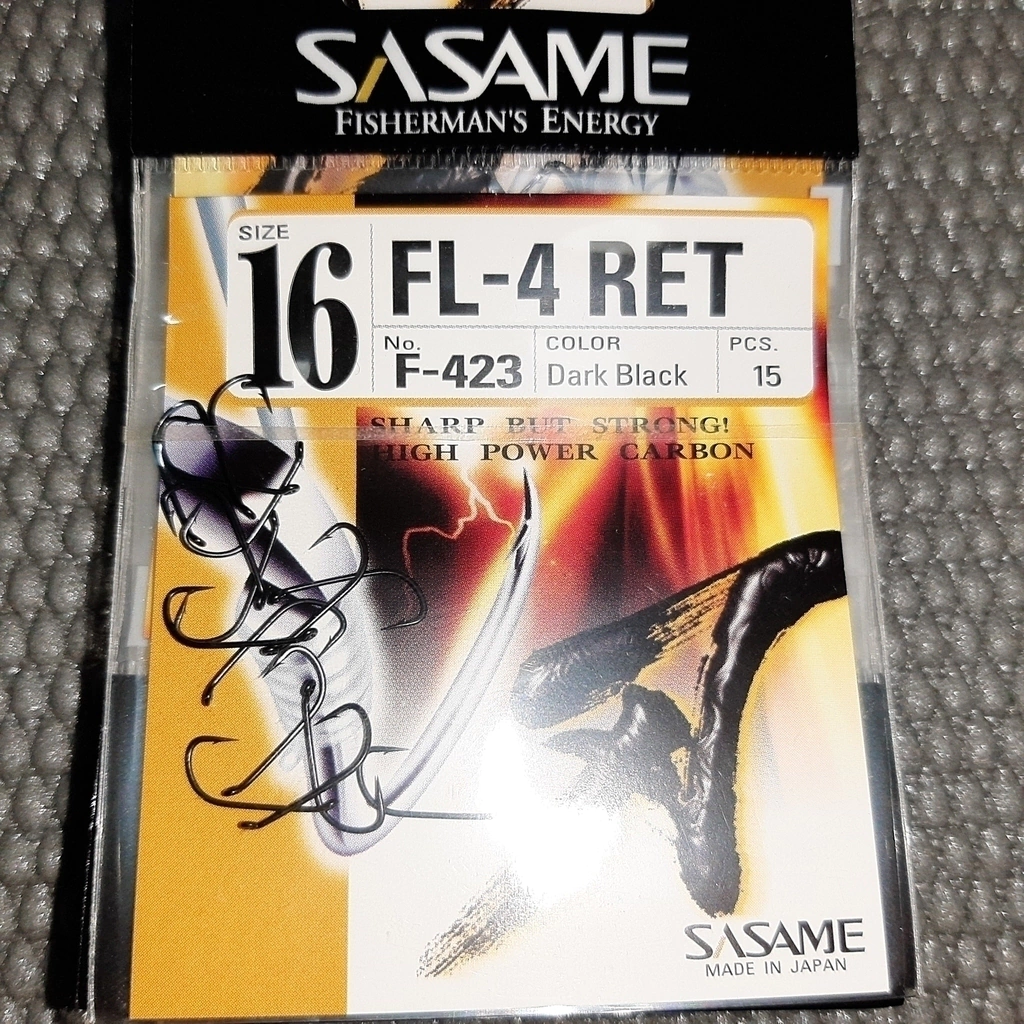 SASAME
FISHERMAN'S ENERGY
SIZE
16
FL-4 RET
No.
F-423
COLOR
Dark Black
PCS.
15
SHARP BUT STRONG!
HIGH POWER CARBON
SASAME
MADE IN JAPAN